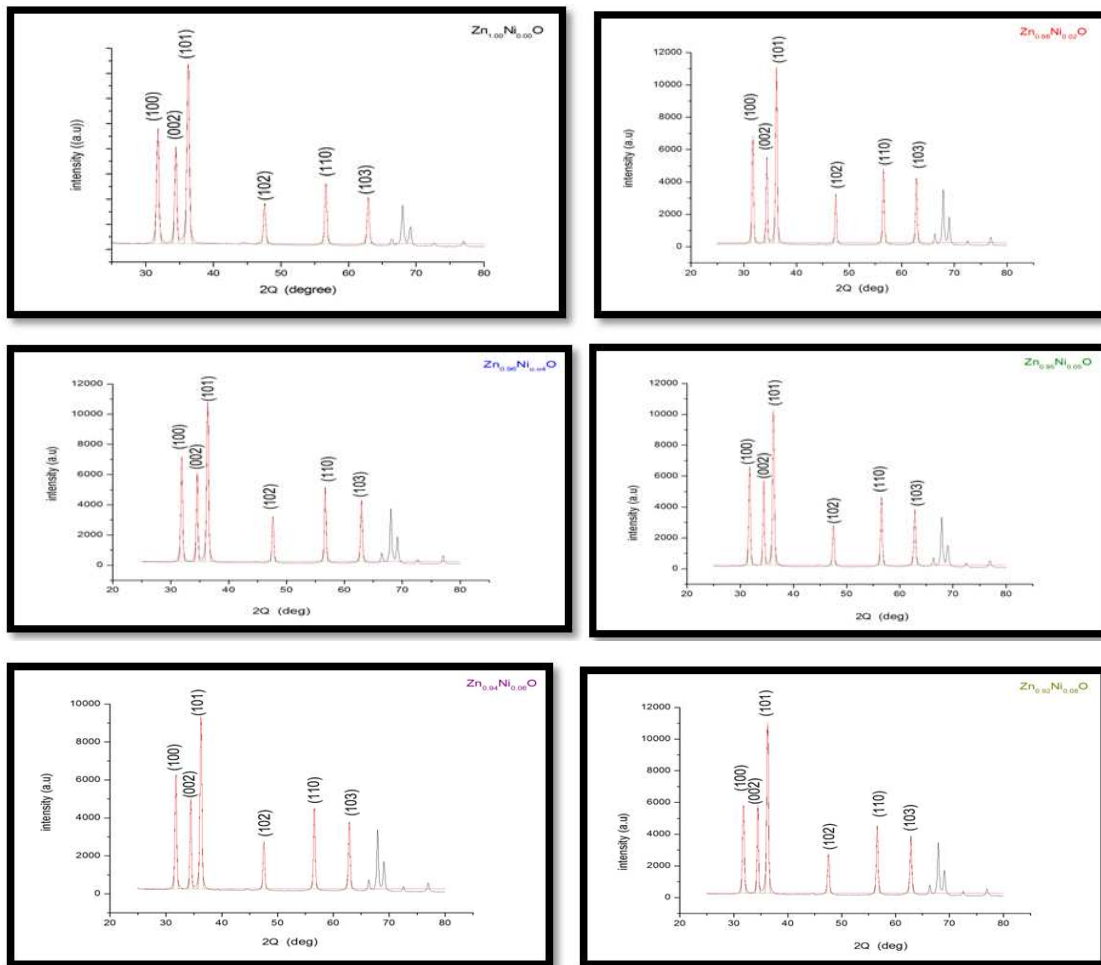 Zn1.00Ni0.00O
intensity ((a.u))
(100)
(002)
(101)
(102)
(110)
(103)
30 40 50 60 70 80
2Q (degree)
Zn0.98Ni0.02O
intensity (a.u)
12000
10000
8000
6000
4000
2000
0
(100)
(002)
(101)
(102)
(110)
(103)
20 30 40 50 60 70 80
2Q (deg)
Zn0.96Ni0.04O
intensity (a.u)
12000
10000
8000
6000
4000
2000
0
(100)
(002)
(101)
(102)
(110)
(103)
20 30 40 50 60 70 80
2Q (deg)
Zn0.95Ni0.05O
intensity (a.u)
12000
10000
8000
6000
4000
2000
0
(100)
(002)
(101)
(102)
(110)
(103)
20 30 40 50 60 70 80
2Q (deg)
Zn0.94Ni0.06O
intensity (a.u)
10000
8000
6000
4000
2000
0
(100)
(002)
(101)
(102)
(110)
(103)
20 30 40 50 60 70 80
2Q (deg)
Zn0.92Ni0.08O
intensity (a.u)
12000
10000
8000
6000
4000
2000
0
(100)
(002)
(101)
(102)
(110)
(103)
20 30 40 50 60 70 80
2Q (deg)